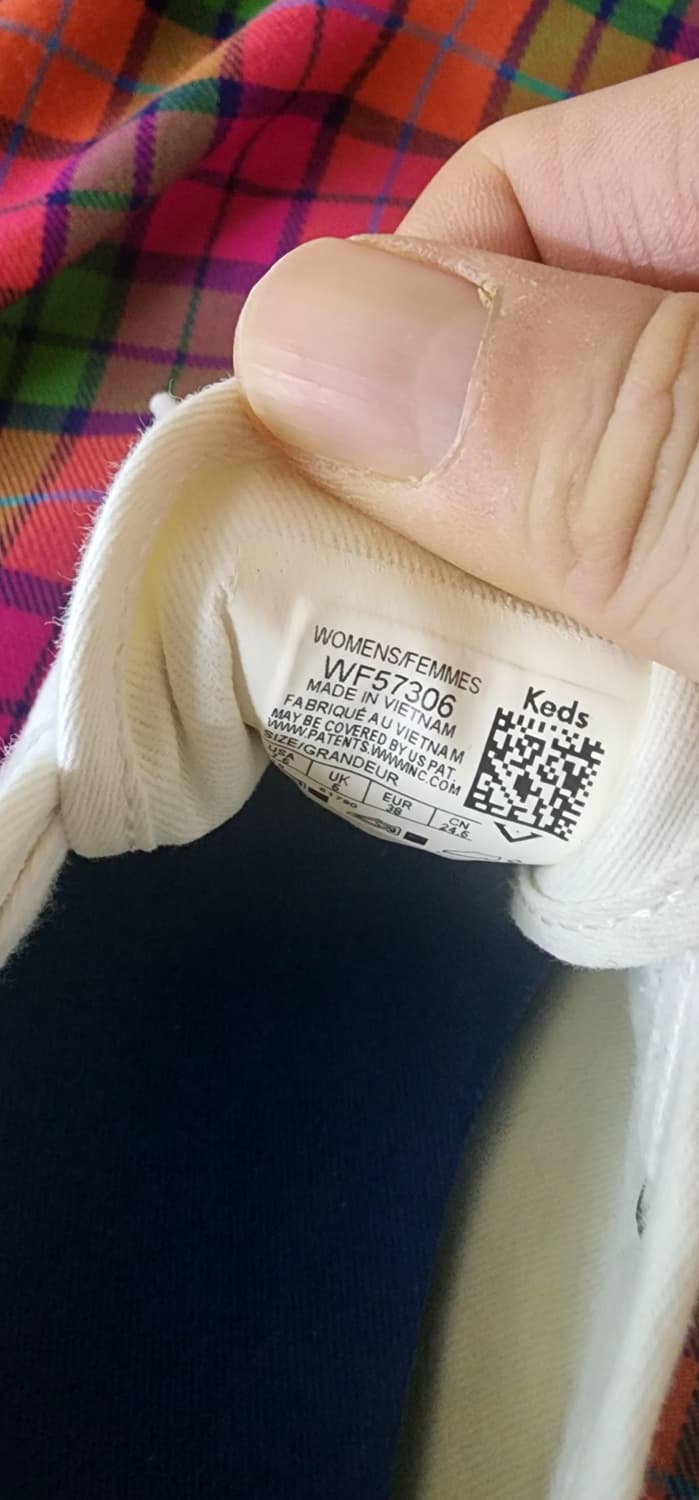 WOMENS/FEMMES
WF57306
MADE IN VIETNAM
FABRIQUÉ AU VIETNAM
MAY BE COVERED BY US PAT.
WWW.PATENTS.WWWINC.COM
SIZE/GRANDEUR
USA UK EUR CN
38 24.5
Keds